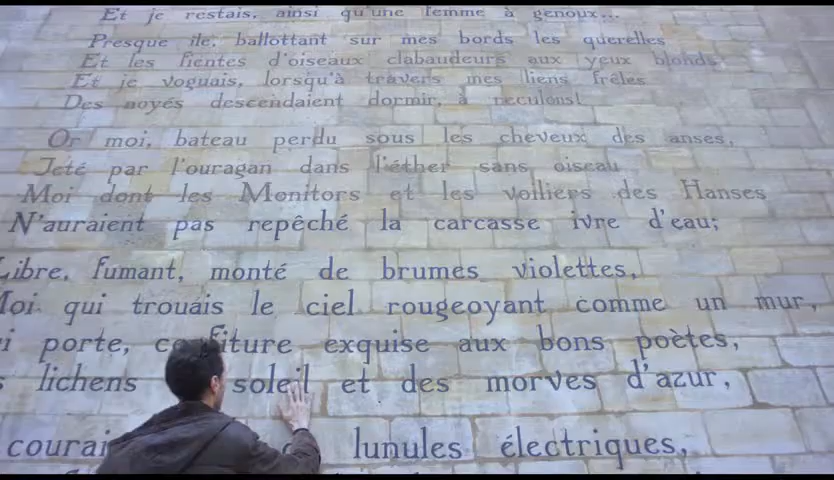 Et je restais, ainsi qu'une femme à genoux...
Presque île, ballottant sur mes bords les querelles
Et les fientes d'oiseaux clabaudeurs aux yeux blonds
Et je voguais, lorsqu'à travers mes liens frêles
Des noyés descendaient dormir, à reculons!
Or moi, bateau perdu sous les cheveux des anses,
Jeté par l'ouragan dans l'éther sans oiseau
Moi dont les Monitors et les voiliers des Hanses
N'auraient pas repêché la carcasse ivre d'eau;
Libre, fumant, monté de brumes violettes,
Moi qui trouais le ciel rougeoyant comme un mur,
i porte, confiture exquise aux bons poètes,
s lichens soleil et des morves d'azur,
courai lunules électriques,